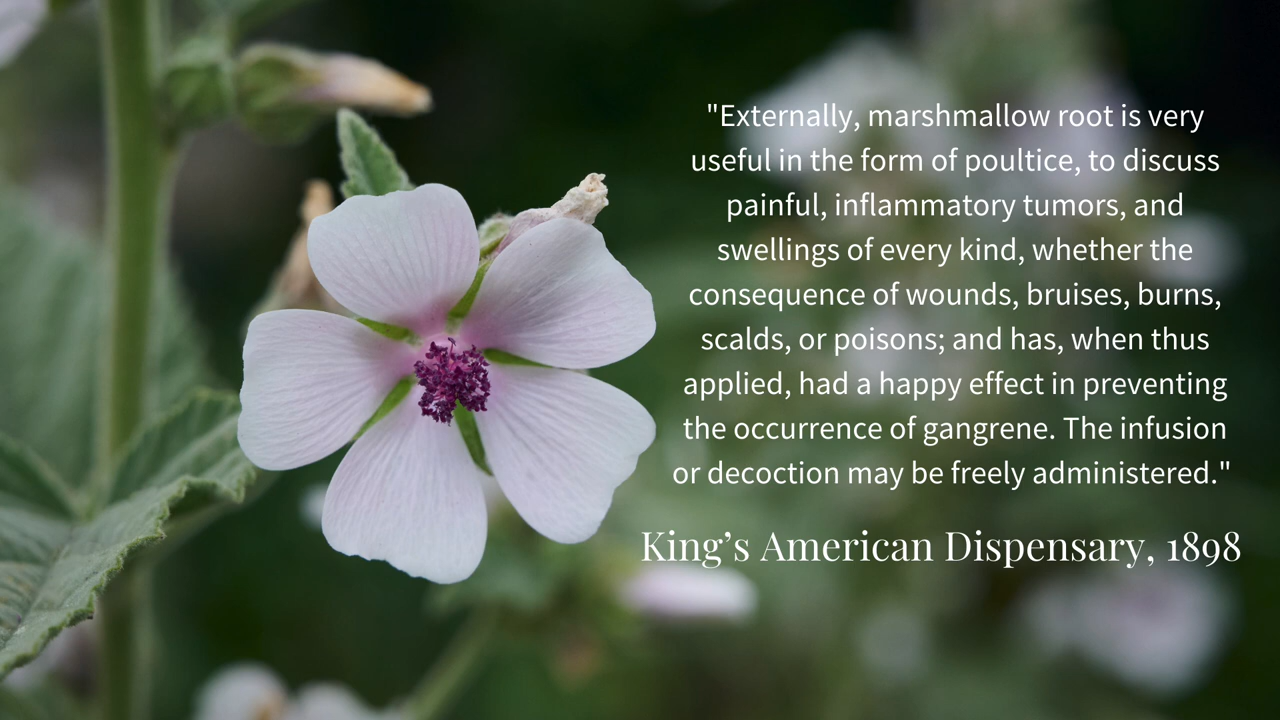 "Externally, marshmallow root is very
useful in the form of poultice, to discuss
painful, inflammatory tumors, and
swellings of every kind, whether the
consequence of wounds, bruises, burns,
scalds, or poisons; and has, when thus
applied, had a happy effect in preventing
the occurrence of gangrene. The infusion
or decoction may be freely administered."
King’s American Dispensary, 1898